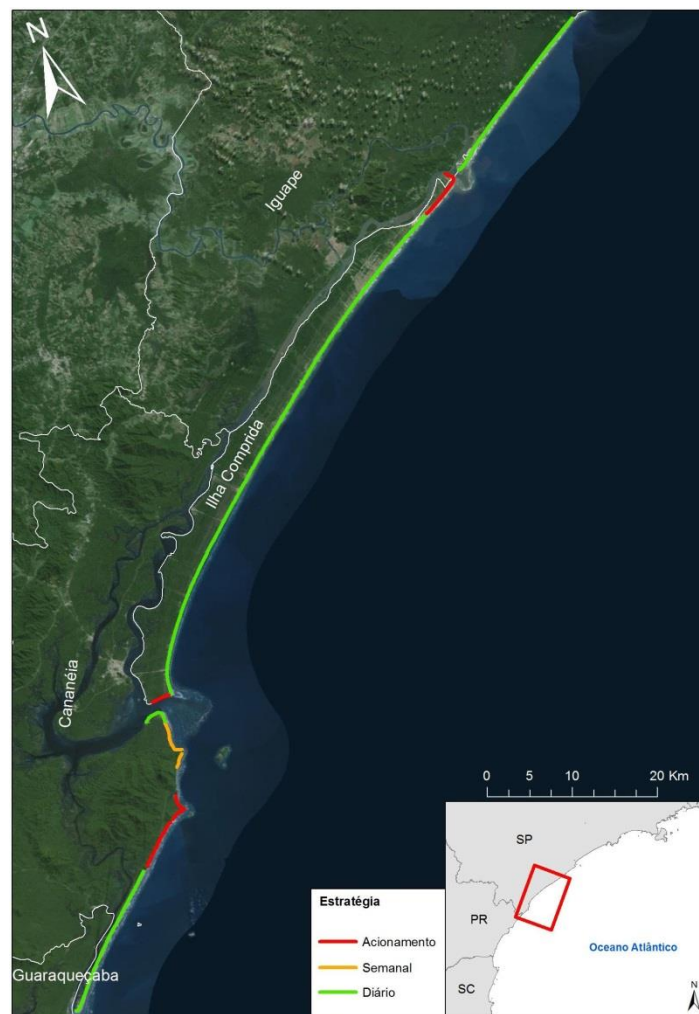 N
Iguape
Ilha Comprida
Cananéia
Guaraqueçaba
0 5 10 20 Km
Estratégia
Acionamento
Semanal
Diário
SP
PR
SC
Oceano Atlântico
N